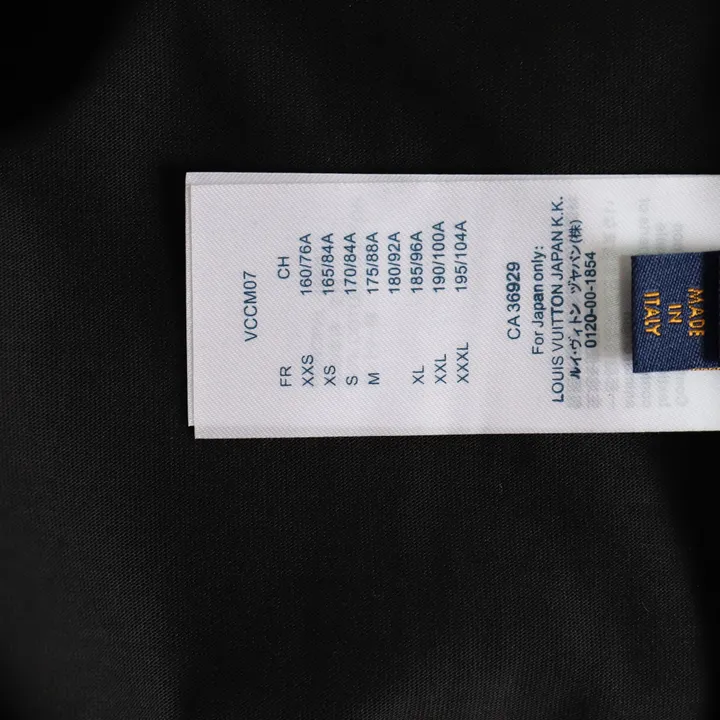 VCCM07
FR CH
XXS 160/76A
XS 165/84A
S 170/84A
M 175/88A
180/92A
XL 185/96A
XXL 190/100A
XXXL 195/104A
CA 36929
For Japan only:
LOUIS VUITTON JAPAN K.K.
ルイ・ヴィトン ヅャパン(株)
0120-00-1854
MADE
IN
ITALY